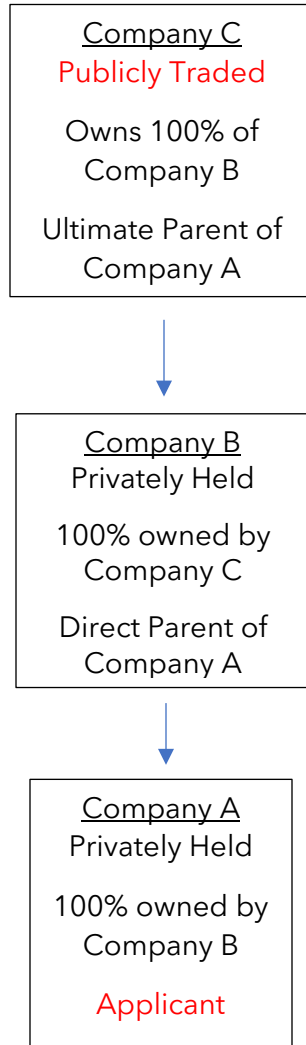 Company C
Publicly Traded
Owns 100% of
Company B
Ultimate Parent of
Company A
Company B
Privately Held
100% owned by
Company C
Direct Parent of
Company A
Company A
Privately Held
100% owned by
Company B
Applicant